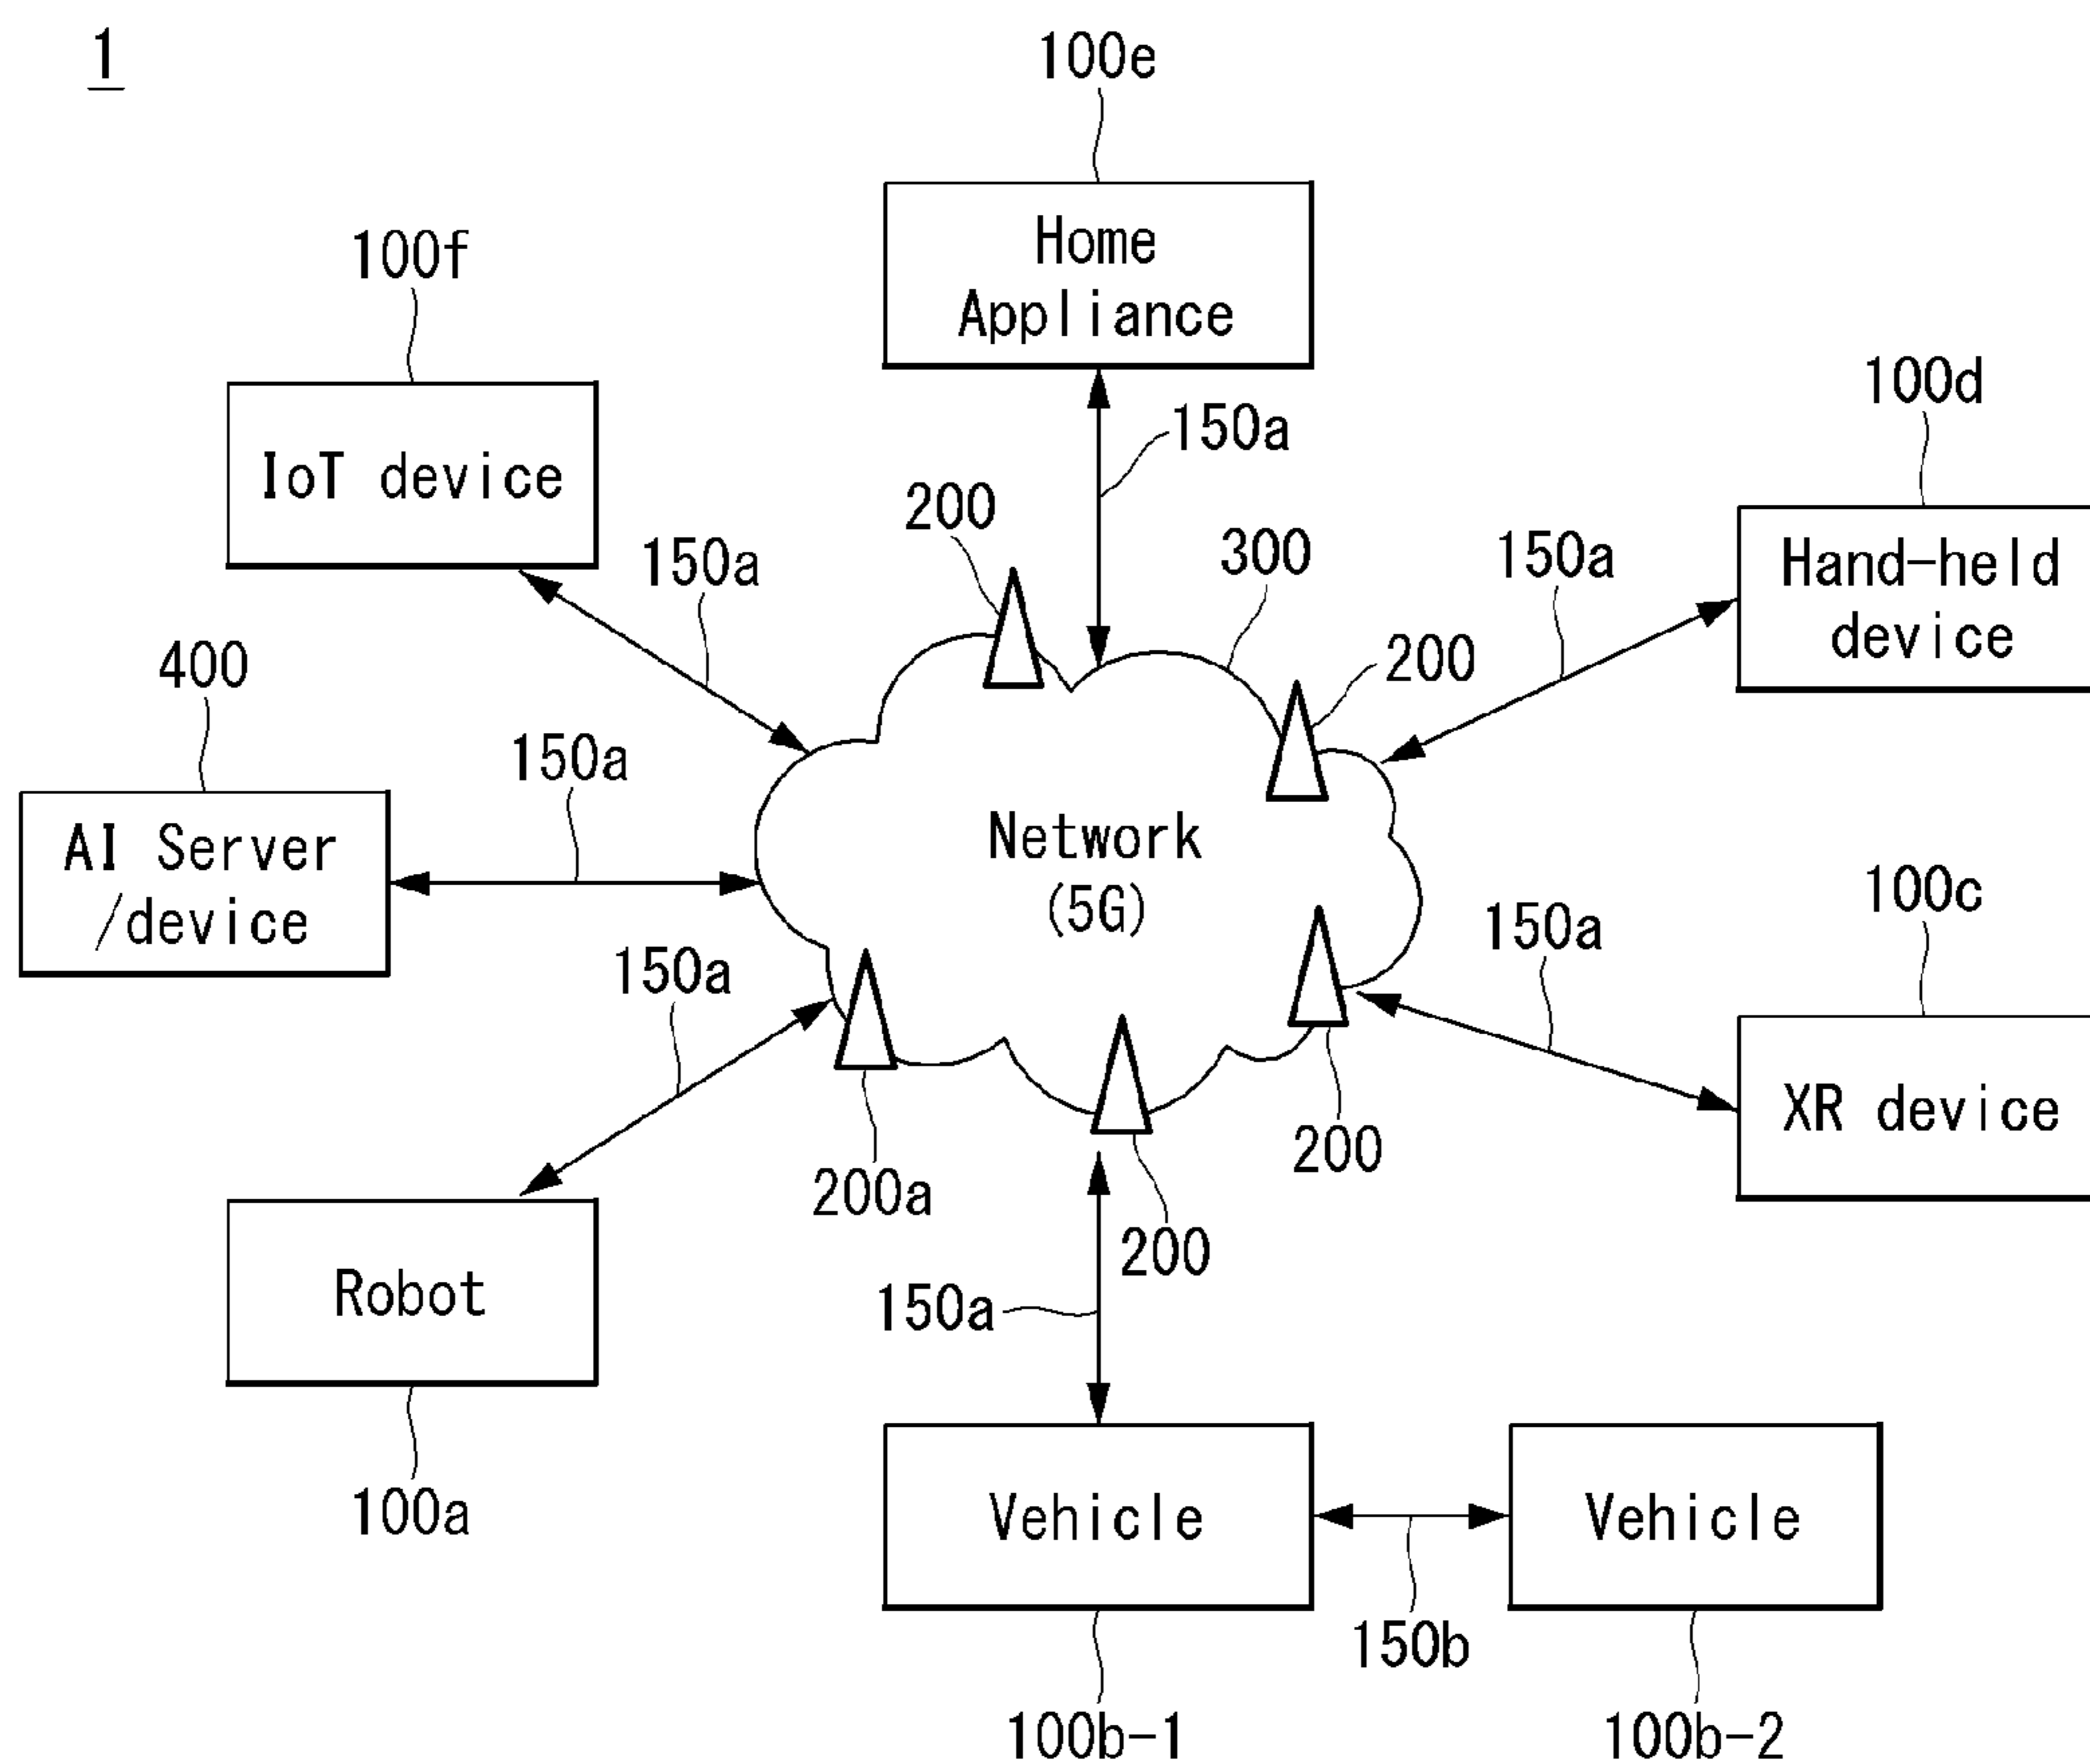 1
100e
Home
Appliance
100f
IoT device
150a
100d
Hand-held
device
150a
200
300
150a
150a
200
400
AI Server
/device
150a
Network
(5G)
100c
XR device
150a
150a
200
200a
200
Robot
100a
150a
Vehicle
Vehicle
150b
100b-1
100b-2